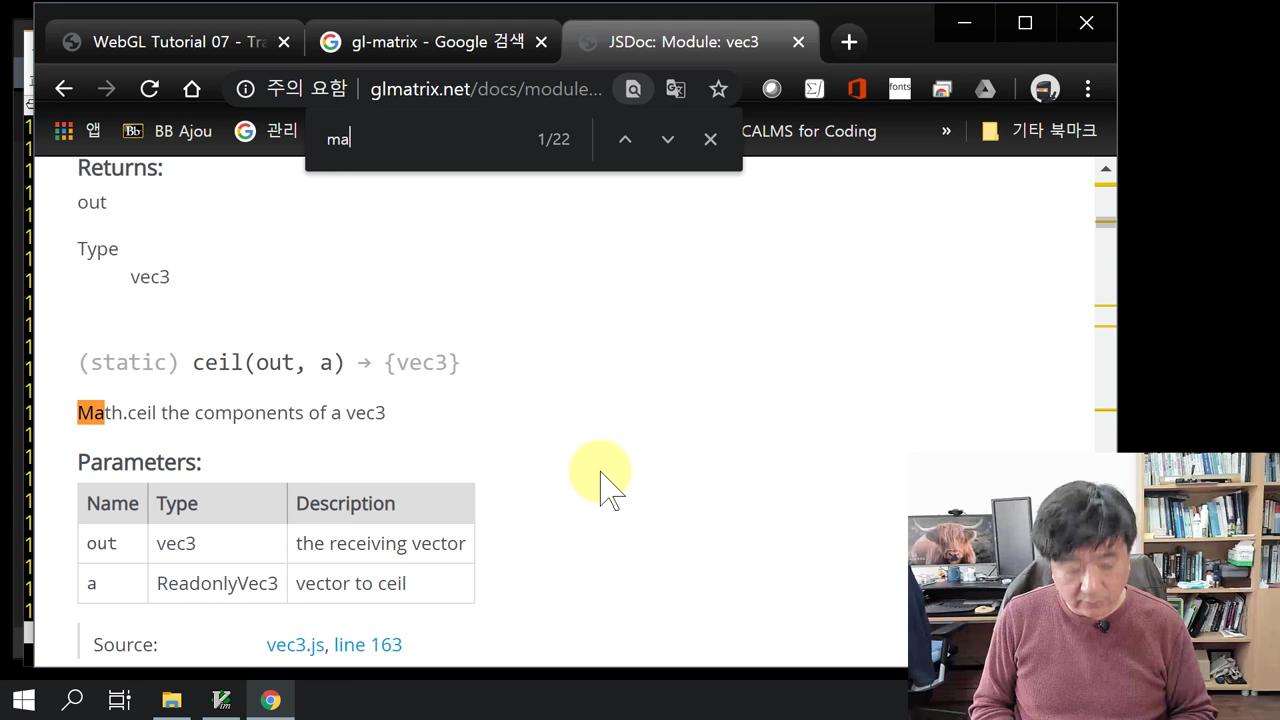 WebGL Tutorial 07 - Tra
gl-matrix - Google 검색
JSDoc: Module: vec3
주의 요함
glmatrix.net/docs/module...
fonts
앱
Bb
BB Ajou
관리
ma
1/22
CALMS for Coding
»
기타 북마크
Returns:
out
Type
vec3
(static) ceil(out, a) → {vec3}
Math.ceil the components of a vec3
Parameters:
Name Type Description
out vec3 the receiving vector
a ReadonlyVec3 vector to ceil
Source: vec3.js, line 163